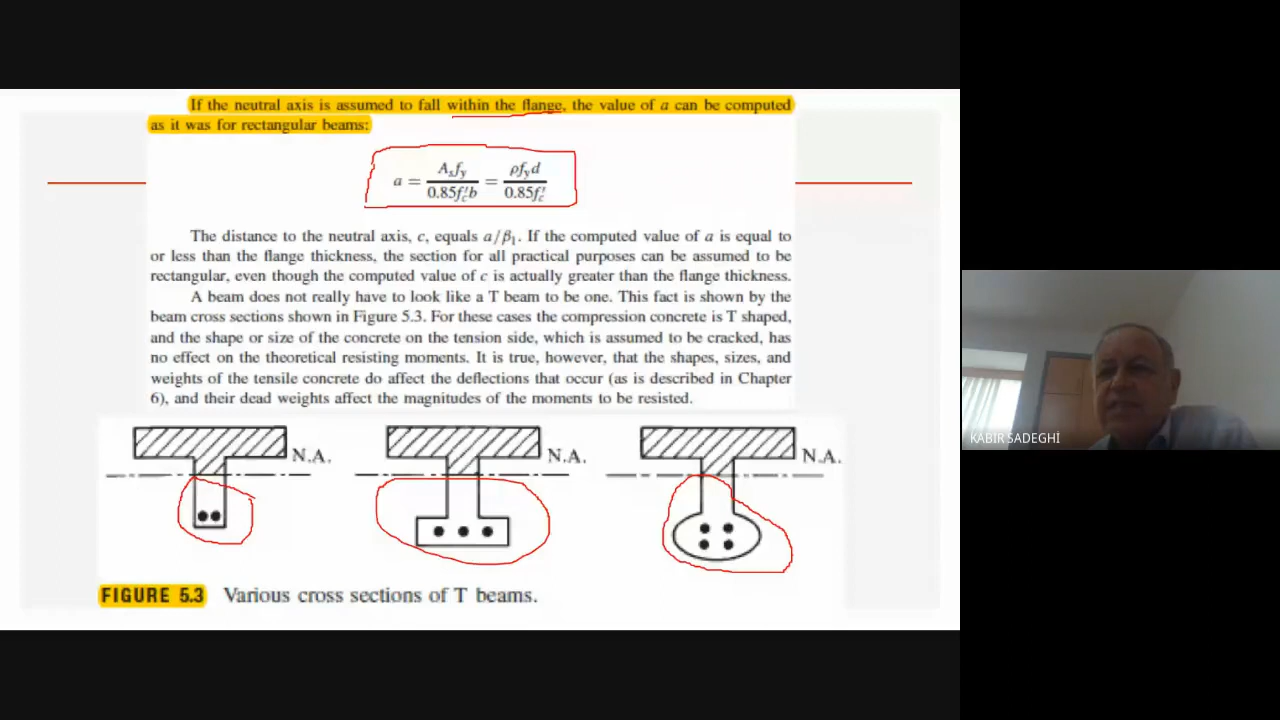 If the neutral axis is assumed to fall within the flange, the value of a can be computed
as it was for rectangular beams:
a = A_s f_y / 0.85f'_c b = ρf_y d / 0.85f'_c
The distance to the neutral axis, c, equals a/β₁. If the computed value of a is equal to
or less than the flange thickness, the section for all practical purposes can be assumed to be
rectangular, even though the computed value of c is actually greater than the flange thickness.
A beam does not really have to look like a T beam to be one. This fact is shown by the
beam cross sections shown in Figure 5.3. For these cases the compression concrete is T shaped,
and the shape or size of the concrete on the tension side, which is assumed to be cracked, has
no effect on the theoretical resisting moments. It is true, however, that the shapes, sizes, and
weights of the tensile concrete do affect the deflections that occur (as is described in Chapter
6), and their dead weights affect the magnitudes of the moments to be resisted.
N.A.
N.A.
N.A.
FIGURE 5.3 Various cross sections of T beams.
KABIR SADEGHİ